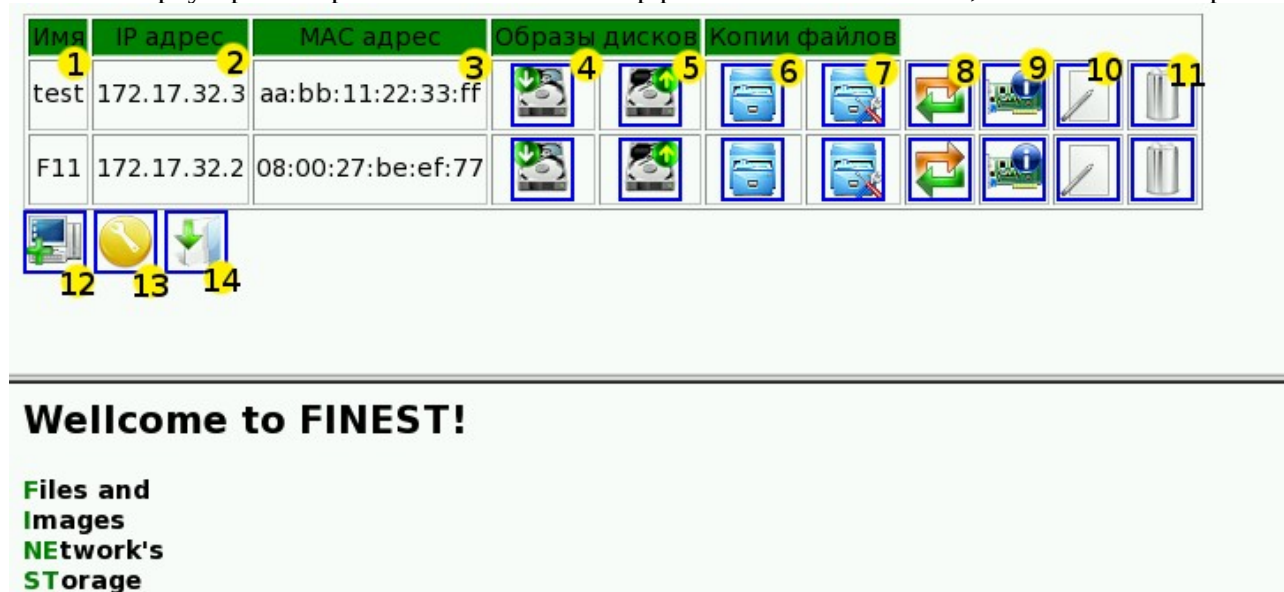 Имя IP адрес MAC адрес Образы дисков Копии файлов
1 2 3 4 5 6 7 8 9 10 11
test 172.17.32.3 aa:bb:11:22:33:ff
F11 172.17.32.2 08:00:27:be:ef:77
12 13 14
Wellcome to FINEST!
Files and
Images
NEtwork's
STorage